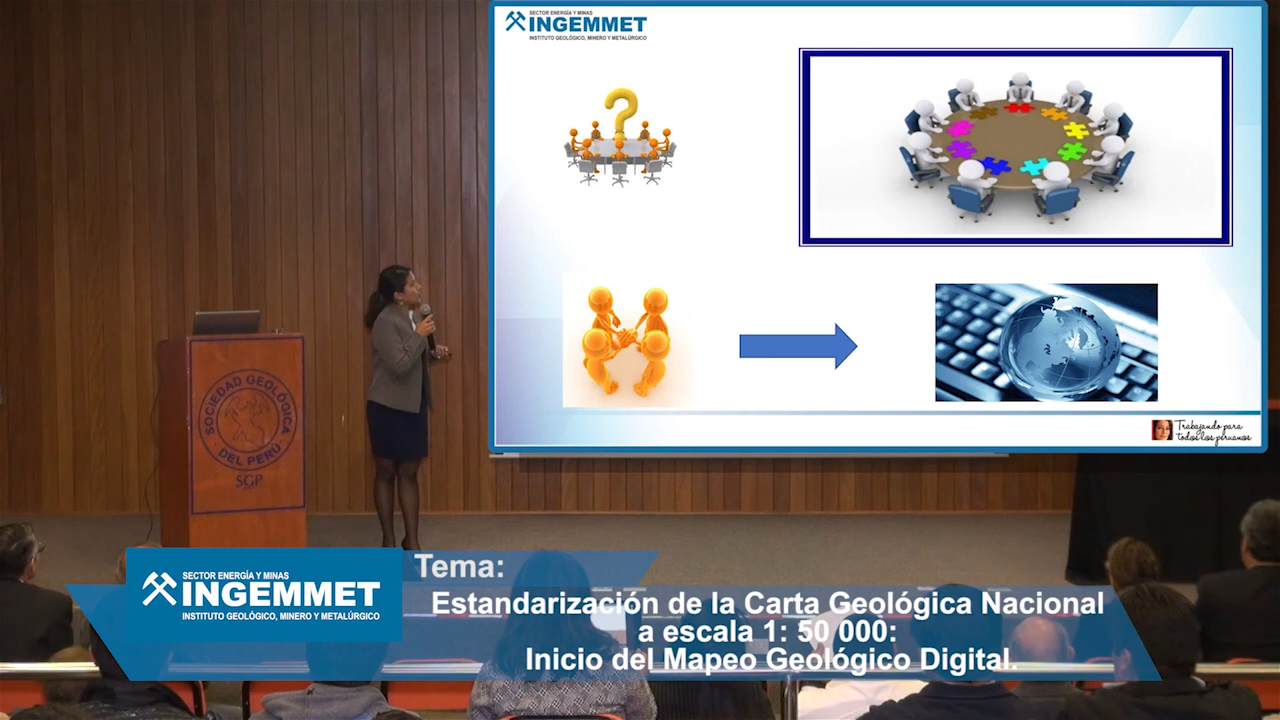 SECTOR ENERGÍA Y MINAS
INGEMMET
INSTITUTO GEOLÓGICO, MINERO Y METALÚRGICO
?
SOCIEDAD GEOLÓGICA
DEL PERÚ
SGP
Trabajando para
todos los peruanos
SECTOR ENERGÍA Y MINAS
INGEMMET
INSTITUTO GEOLÓGICO, MINERO Y METALÚRGICO
Tema:
Estandarización de la Carta Geológica Nacional
a escala 1: 50 000:
Inicio del Mapeo Geológico Digital.